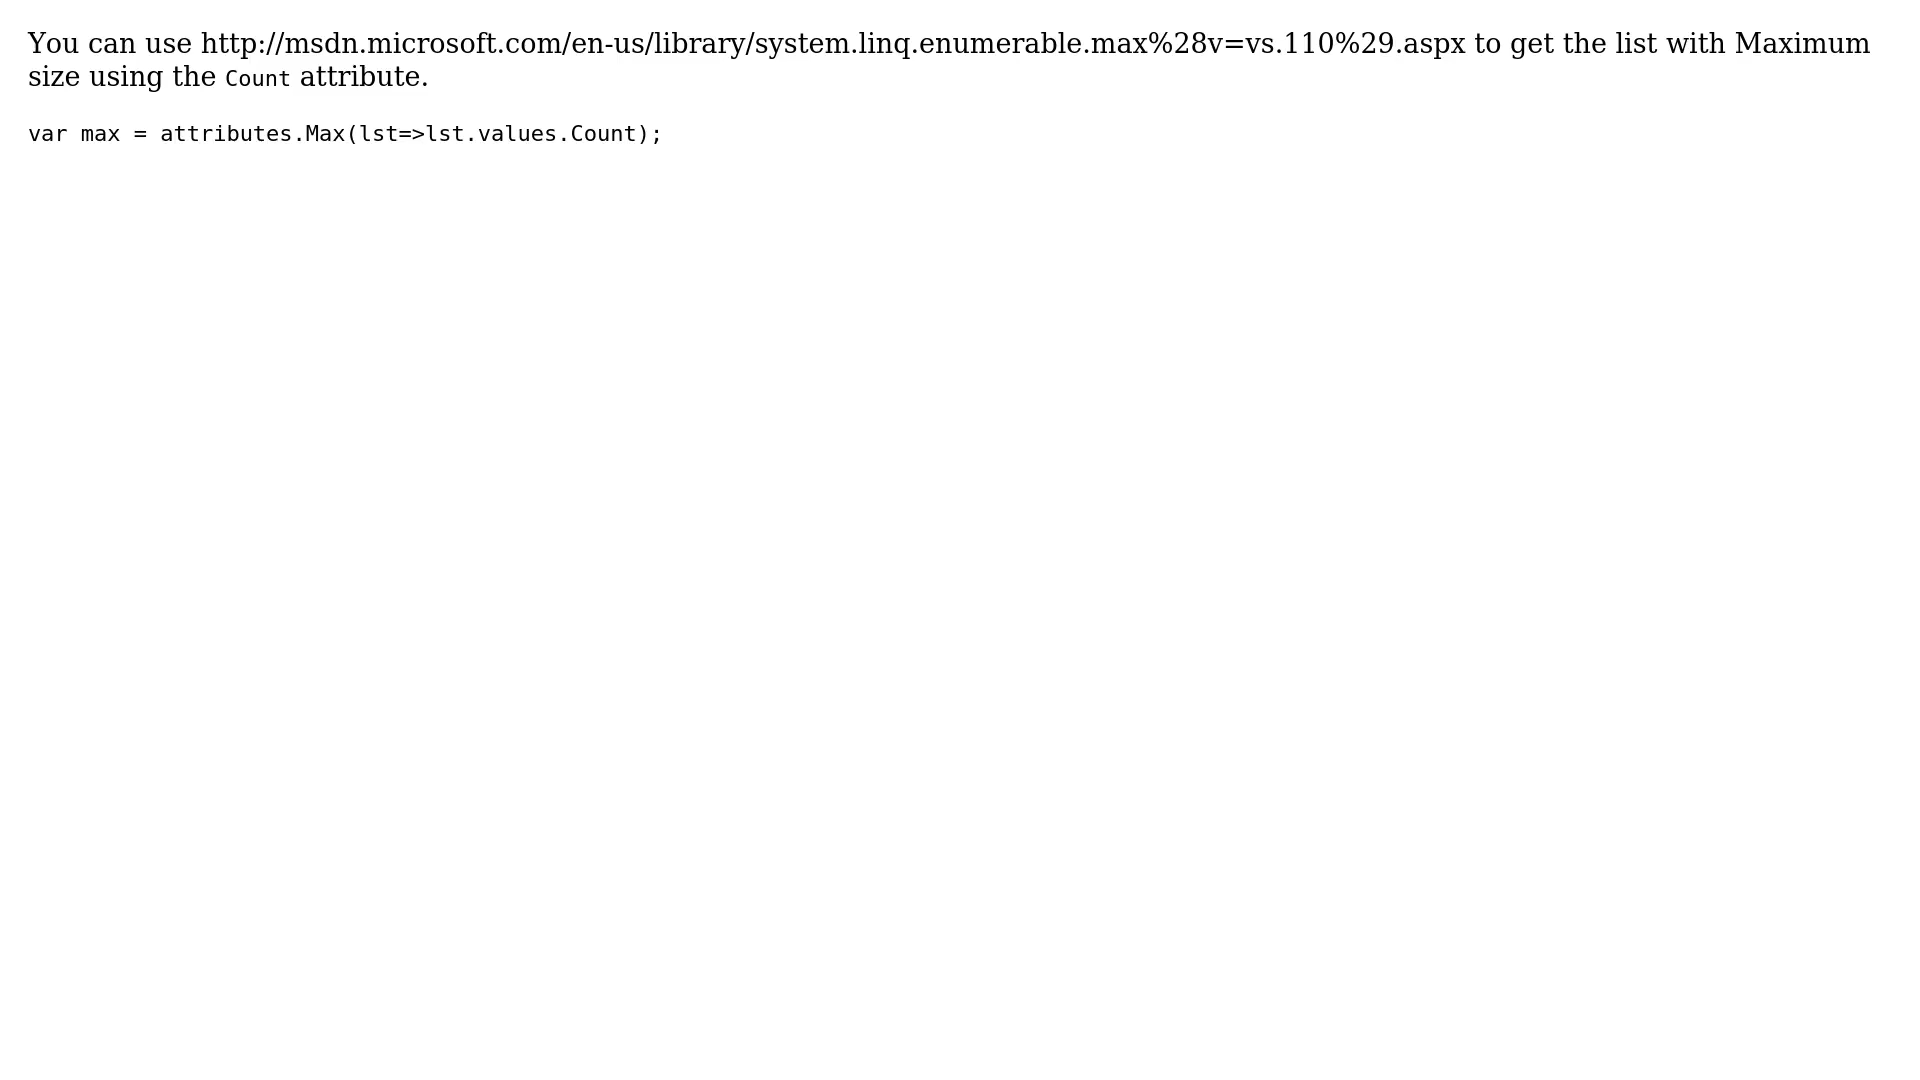 You can use http://msdn.microsoft.com/en-us/library/system.linq.enumerable.max%28v=vs.110%29.aspx to get the list with Maximum
size using the Count attribute.
var max = attributes.Max(lst=>lst.values.Count);